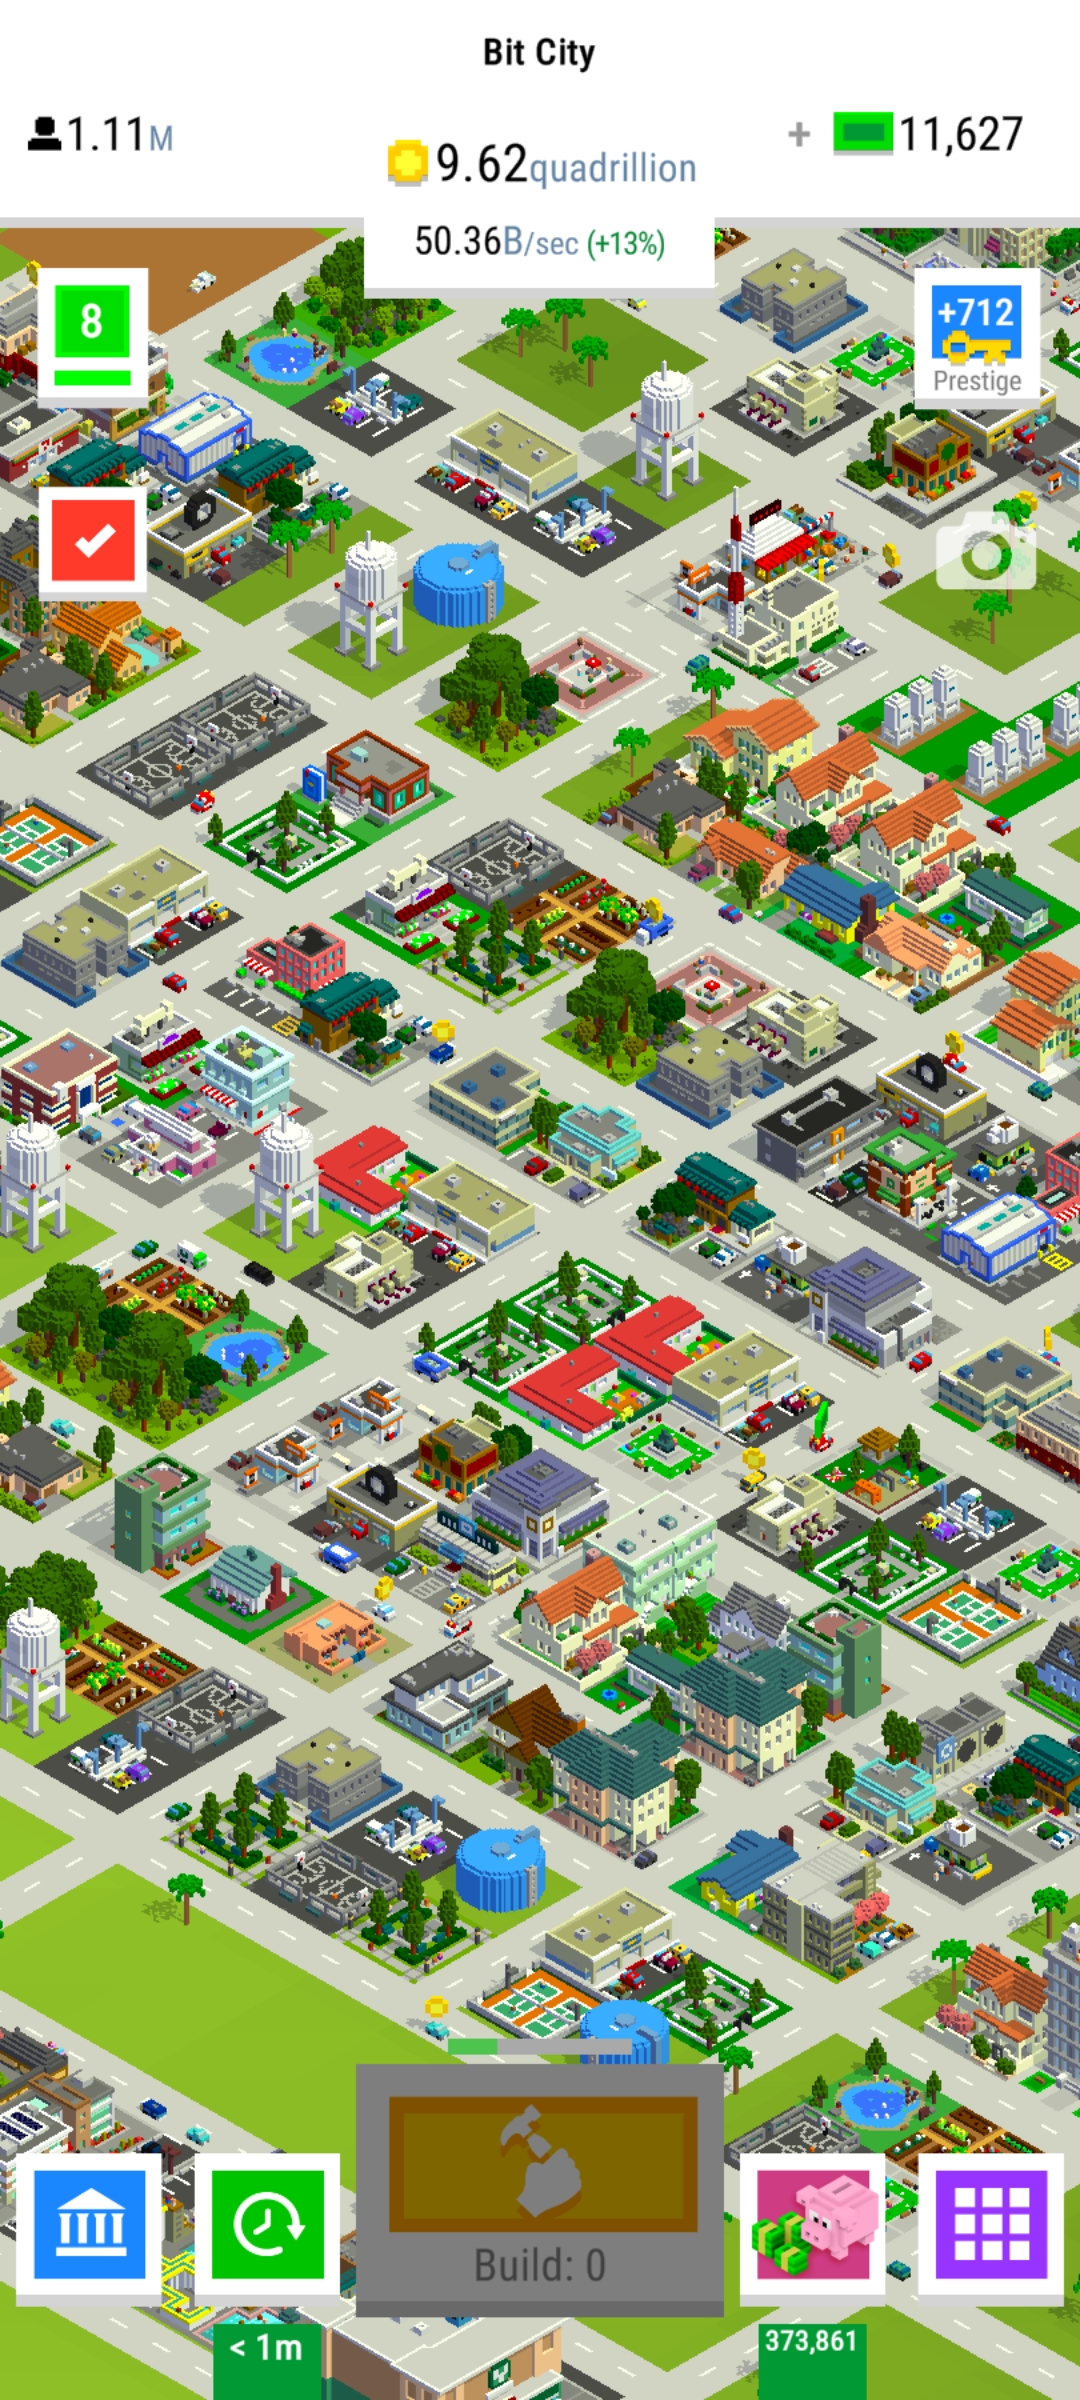 Bit City
1.11M
9.62quadrillion
+ 11,627
50.36B/sec (+13%)
8
+712
Prestige
Build: 0
< 1m
373,861